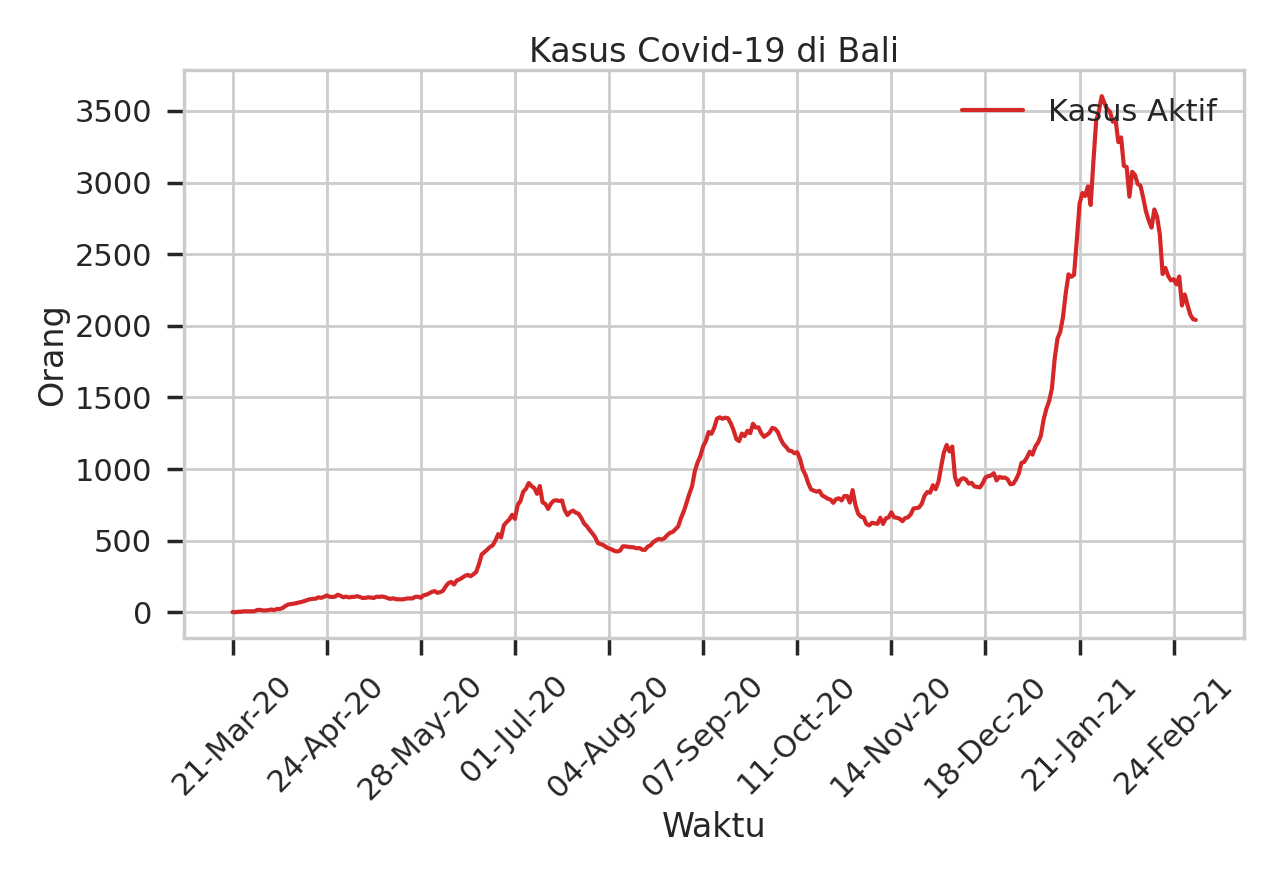 Kasus Covid-19 di Bali
Kasus Aktif
Orang
3500
3000
2500
2000
1500
1000
500
0
21-Mar-20
24-Apr-20
28-May-20
01-Jul-20
04-Aug-20
07-Sep-20
11-Oct-20
14-Nov-20
18-Dec-20
21-Jan-21
24-Feb-21
Waktu